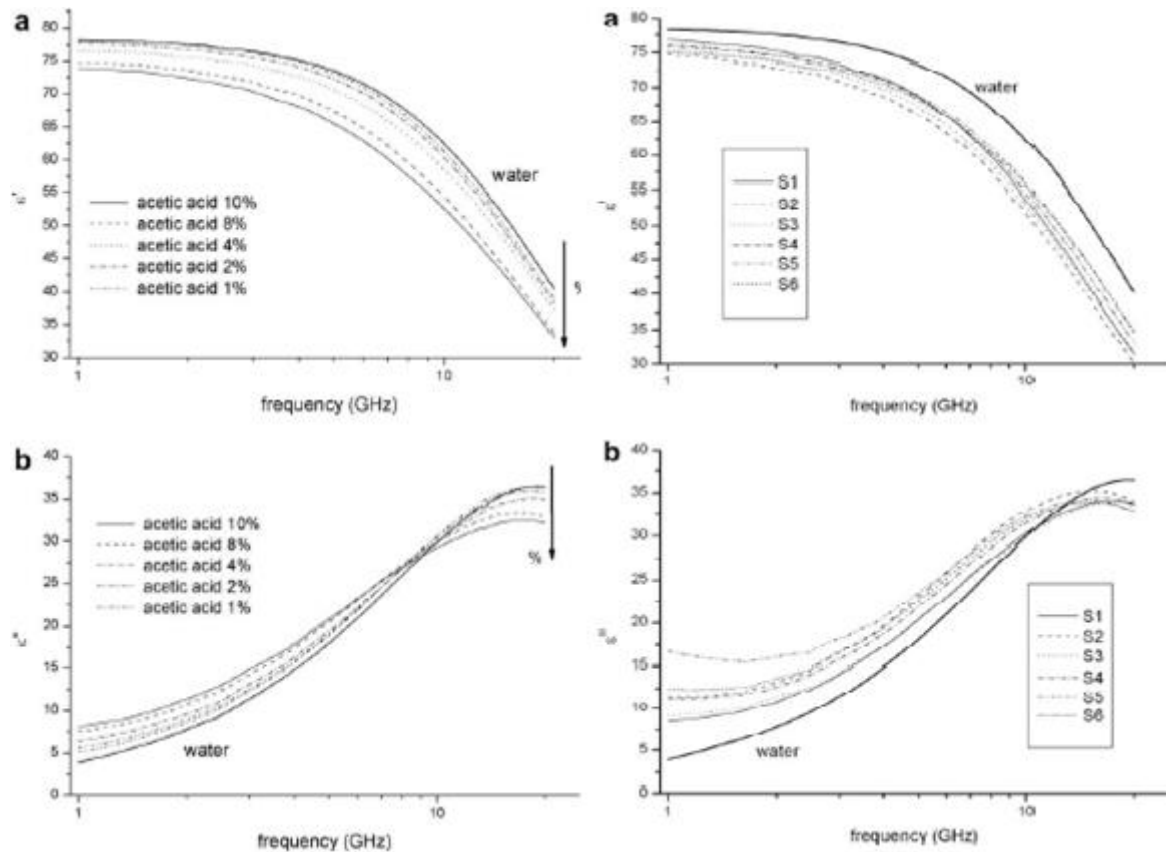 a
80
75
70
65
60
55
50
45
40
35
30
ε'
water
acetic acid 10%
acetic acid 8%
acetic acid 4%
acetic acid 2%
acetic acid 1%
1
10
frequency (GHz)
a
80
75
70
65
60
55
50
45
40
35
30
water
S1
S2
S3
S4
S5
S6
1
10
frequency (GHz)
b
40
35
30
25
20
15
10
5
0
ε"
acetic acid 10%
acetic acid 8%
acetic acid 4%
acetic acid 2%
acetic acid 1%
%
water
1
10
frequency (GHz)
b
40
35
30
25
20
15
10
5
0
ε"
S1
S2
S3
S4
S5
S6
water
1
10
frequency (GHz)